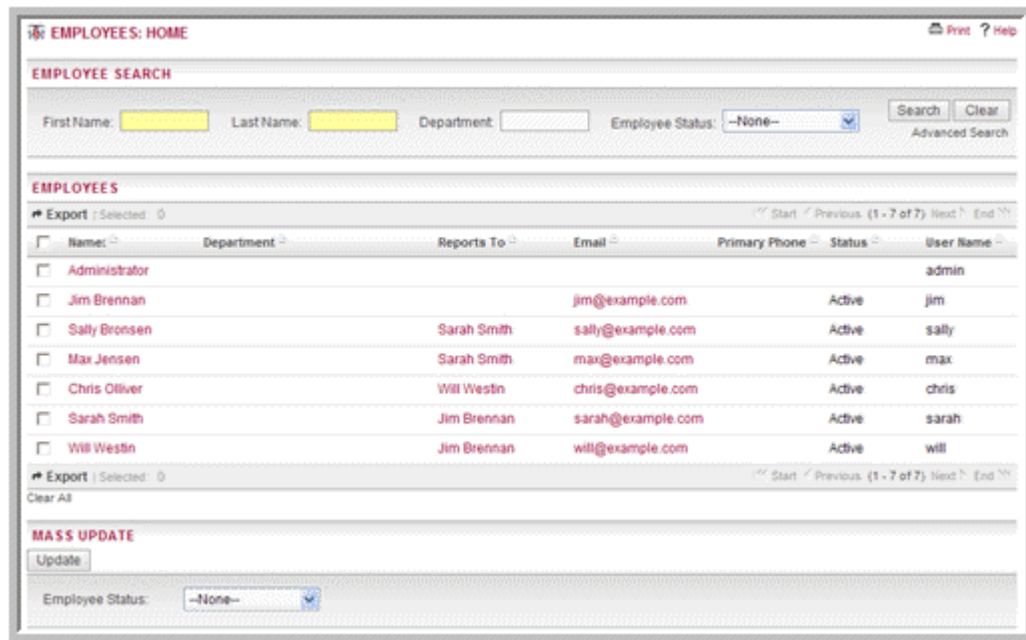 EMPLOYEES: HOME Print ? Help
EMPLOYEE SEARCH
First Name: Last Name: Department: Employee Status: --None-- Search Clear
Advanced Search
EMPLOYEES
Export | Selected: 0 Start Previous (1 - 7 of 7) Next End
Name: Department Reports To Email Primary Phone Status User Name
Administrator admin
Jim Brennan jim@example.com Active jim
Sally Bronsen Sarah Smith sally@example.com Active sally
Max Jensen Sarah Smith max@example.com Active max
Chris Olliver Will Westin chris@example.com Active chris
Sarah Smith Jim Brennan sarah@example.com Active sarah
Will Westin Jim Brennan will@example.com Active will
Export | Selected: 0 Start Previous (1 - 7 of 7) Next End
Clear All
MASS UPDATE
Update
Employee Status: --None--